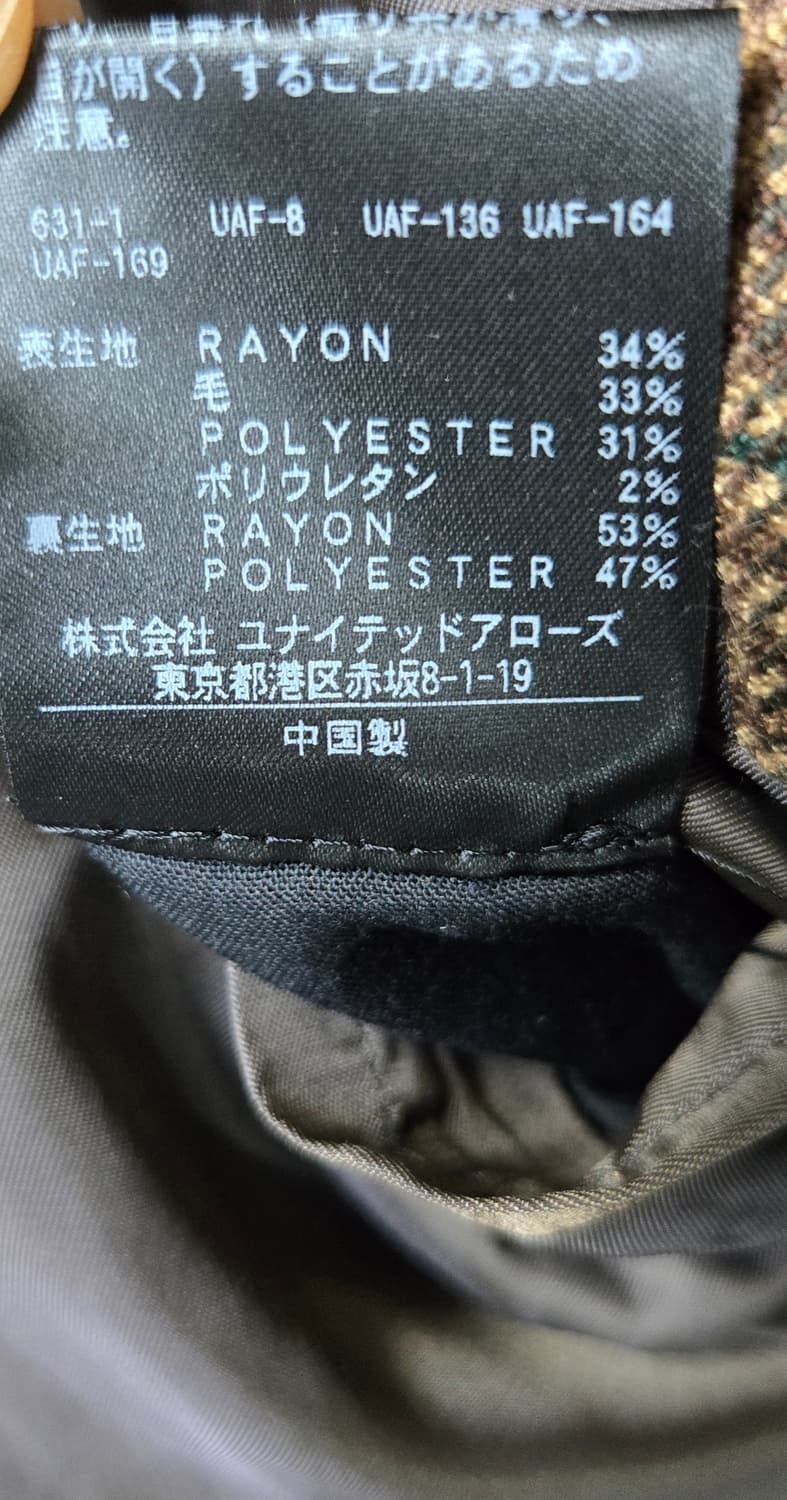 が開く）することがあるため
注意。
631-1 UAF-8 UAF-136 UAF-164
UAF-169
表生地 RAYON 34%
毛 33%
POLYESTER 31%
ポリウレタン 2%
裏生地 RAYON 53%
POLYESTER 47%
株式会社 ユナイテッドアローズ
東京都港区赤坂8-1-19
中国製